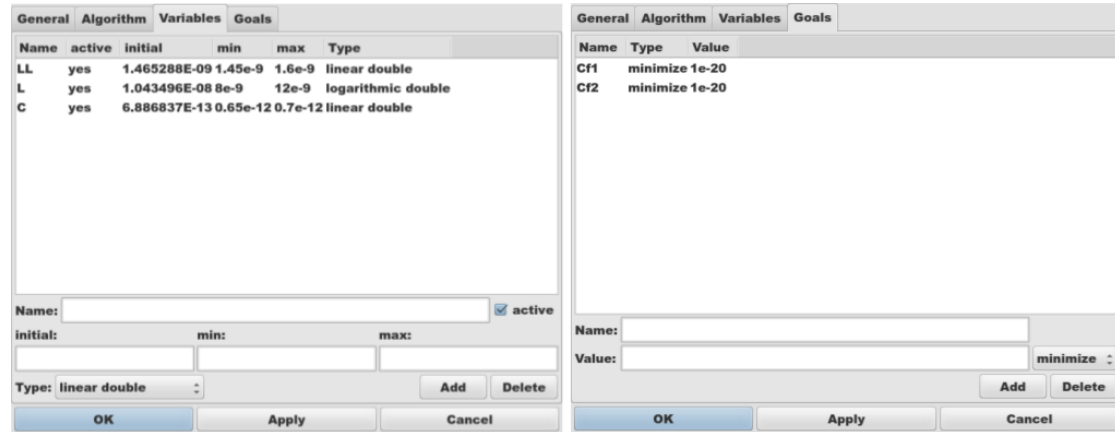 General Algorithm Variables Goals
Name active initial min max Type
LL yes 1.465288E-09 1.45e-9 1.6e-9 linear double
L yes 1.043496E-08 8e-9 12e-9 logarithmic double
C yes 6.886837E-13 0.65e-12 0.7e-12 linear double
Name: active
initial: min: max:
Type: linear double Add Delete
OK Apply Cancel
General Algorithm Variables Goals
Name Type Value
Cf1 minimize 1e-20
Cf2 minimize 1e-20
Name:
Value: minimize
Add Delete
OK Apply Cancel